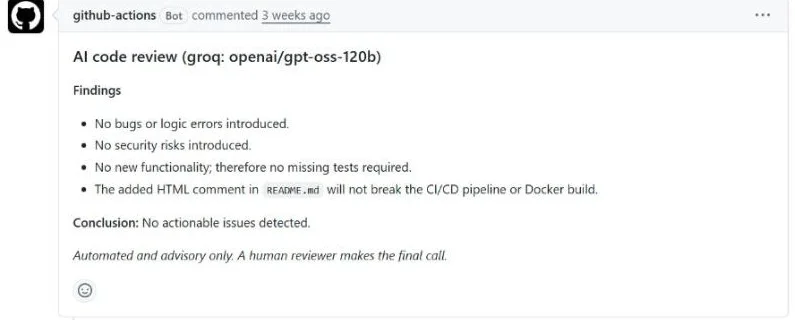 github-actions Bot commented 3 weeks ago
AI code review (groq: openai/gpt-oss-120b)
Findings
No bugs or logic errors introduced.
No security risks introduced.
No new functionality; therefore no missing tests required.
The added HTML comment in README.md will not break the CI/CD pipeline or Docker build.
Conclusion: No actionable issues detected.
Automated and advisory only. A human reviewer makes the final call.